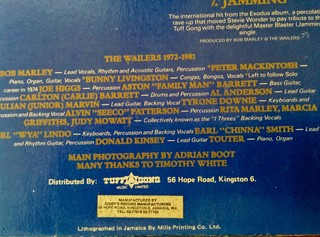 7. JAMMING
The international hit from the Exodus album, a percolatin
rave-up that moved Stevie Wonder to pay tribute to th
Tuff Gong with the delightful Master Blaster (Jammin
single.
PRODUCED BY BOB MARLEY & THE WAILERS
THE WAILERS 1972-1981
BOB MARLEY — Lead Vocals, Rhythm and Acoustic Guitars, Percussion *PETER MACKINTOSH —
Piano, Organ, Guitar, Vocals *BUNNY LIVINGSTON — Congas, Bongos, Vocals *Left to follow Solo
career in 1974 JOE HIGGS — Percussion ASTON "FAMILY MAN" BARRETT — Bass Guitar,
Percussion CARLTON (CARLIE) BARRETT — Drums, Percussion AL ANDERSON — Lead Guitar
JULIAN (JUNIOR) MARVIN — Lead Guitar, Backing Vocal TYRONE DOWNIE — Keyboards,
Percussion and Backing Vocal ALVIN "SEECO" PATTERSON — Percussion RITA MARLEY, MARCIA
GRIFFITHS, JUDY MOWATT — Collectively known as the "I Threes" Backing Vocals
EARL "WYA" LINDO — Keyboards, Percussion and Backing Vocals EARL "CHINNA" SMITH —
and Rhythm Guitar, Percussion DONALD KINSEY — Lead Guitar TOUTER — Piano, Organ
MAIN PHOTOGRAPHY BY ADRIAN BOOT
MANY THANKS TO TIMOTHY WHITE
Distributed By: TUFF GONG MUSIC LIMITED 56 Hope Road, Kingston 6.
MANUFACTURED BY
Lithographed in Jamaica By Mills Printing Co. Ltd.